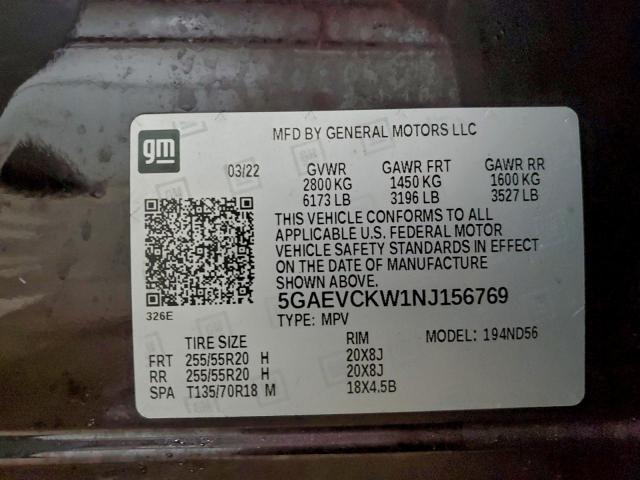 gm
MFD BY GENERAL MOTORS LLC
03/22 GVWR GAWR FRT GAWR RR
2800 KG 1450 KG 1600 KG
6173 LB 3196 LB 3527 LB
THIS VEHICLE CONFORMS TO ALL
APPLICABLE U.S. FEDERAL MOTOR
VEHICLE SAFETY STANDARDS IN EFFECT
ON THE DATE OF MANUFACTURE
SHOWN ABOVE.
5GAEVCKW1NJ156769
326E
TYPE: MPV MODEL: 194ND56
TIRE SIZE RIM
FRT 255/55R20 H 20X8J
RR 255/55R20 H 20X8J
SPA T135/70R18 M 18X4.5B